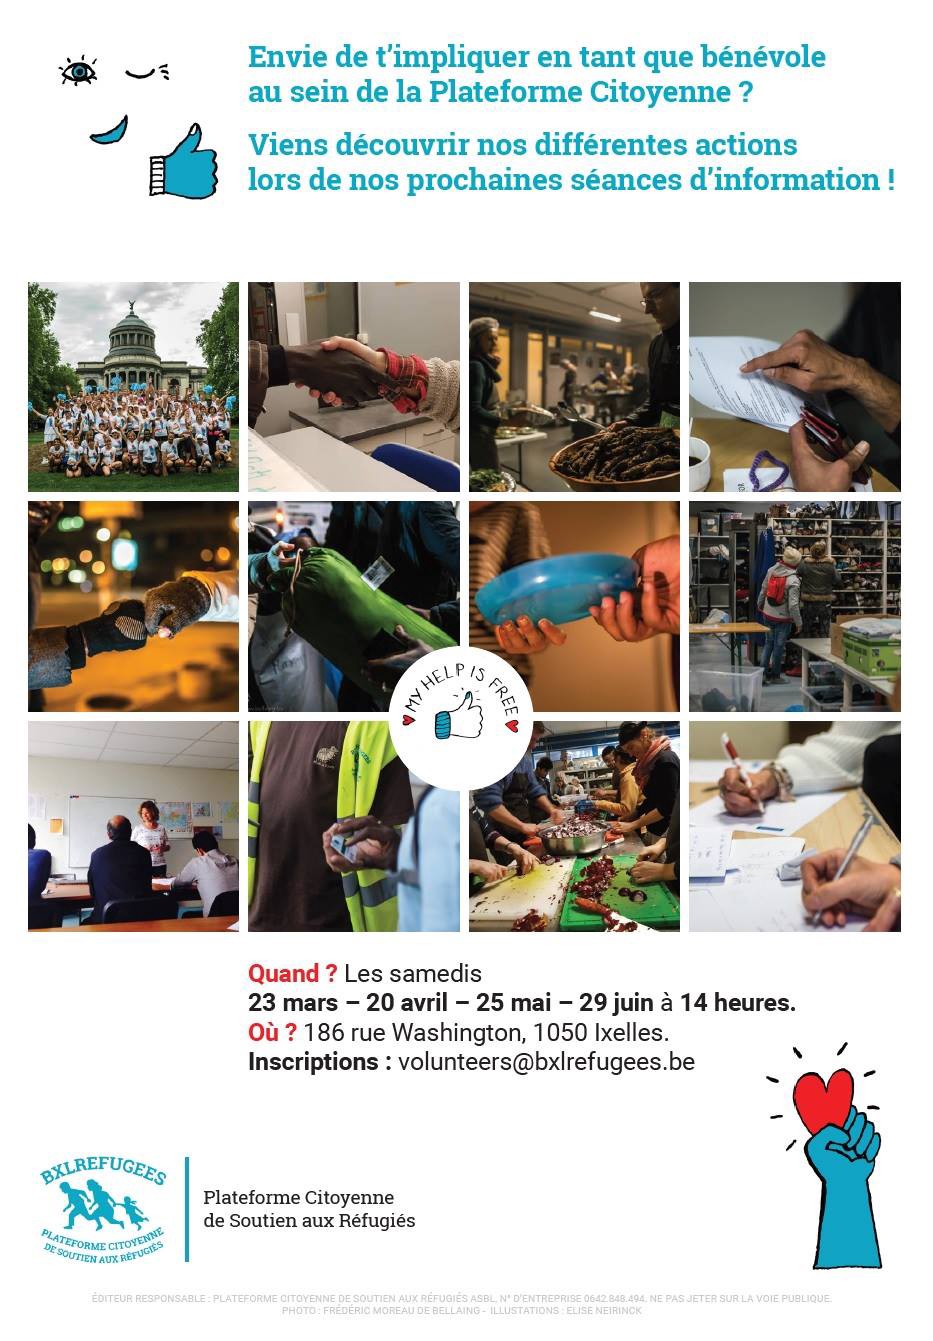 Envie de t’impliquer en tant que bénévole
au sein de la Plateforme Citoyenne ?
Viens découvrir nos différentes actions
lors de nos prochaines séances d’information !
MY HELP IS FREE
Quand ? Les samedis
23 mars – 20 avril – 25 mai – 29 juin à 14 heures.
Où ? 186 rue Washington, 1050 Ixelles.
Inscriptions : volunteers@bxlrefugees.be
BXLREFUGEES
PLATEFORME CITOYENNE
DE SOUTIEN AUX RÉFUGIÉS
Plateforme Citoyenne
de Soutien aux Réfugiés
ÉDITEUR RESPONSABLE : PLATEFORME CITOYENNE DE SOUTIEN AUX RÉFUGIÉS ASBL, N° D’ENTREPRISE 0642.848.494. NE PAS JETER SUR LA VOIE PUBLIQUE.
PHOTO : FRÉDÉRIC MOREAU DE BELLAING - ILLUSTRATIONS : ELISE NEIRINCK